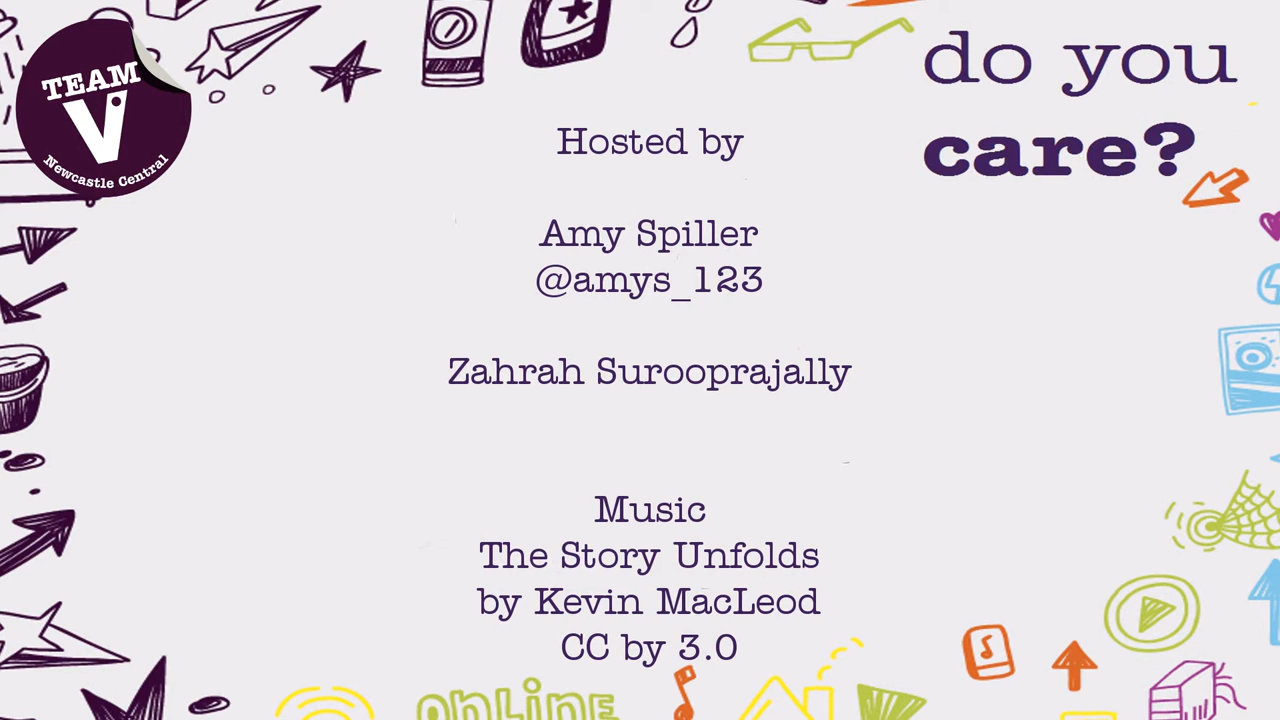 TEAM
V
Newcastle Central
do you
care?
Hosted by
Amy Spiller
@amys_123
Zahrah Surooprajally
Music
The Story Unfolds
by Kevin MacLeod
CC by 3.0
online